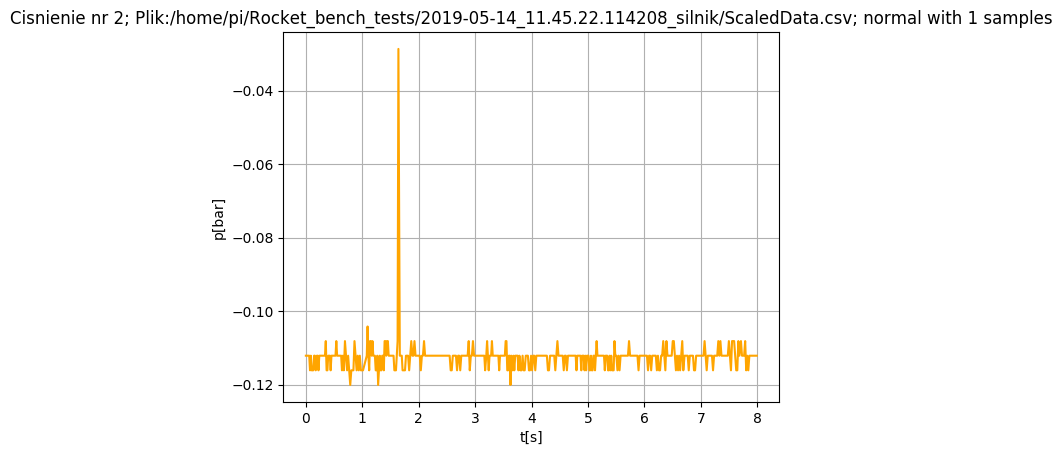 Cisnienie nr 2; Plik:/home/pi/Rocket_bench_tests/2019-05-14_11.45.22.114208_silnik/ScaledData.csv; normal with 1 samples
−0.04
−0.06
−0.08
−0.10
−0.12
p[bar]
0 1 2 3 4 5 6 7 8
t[s]